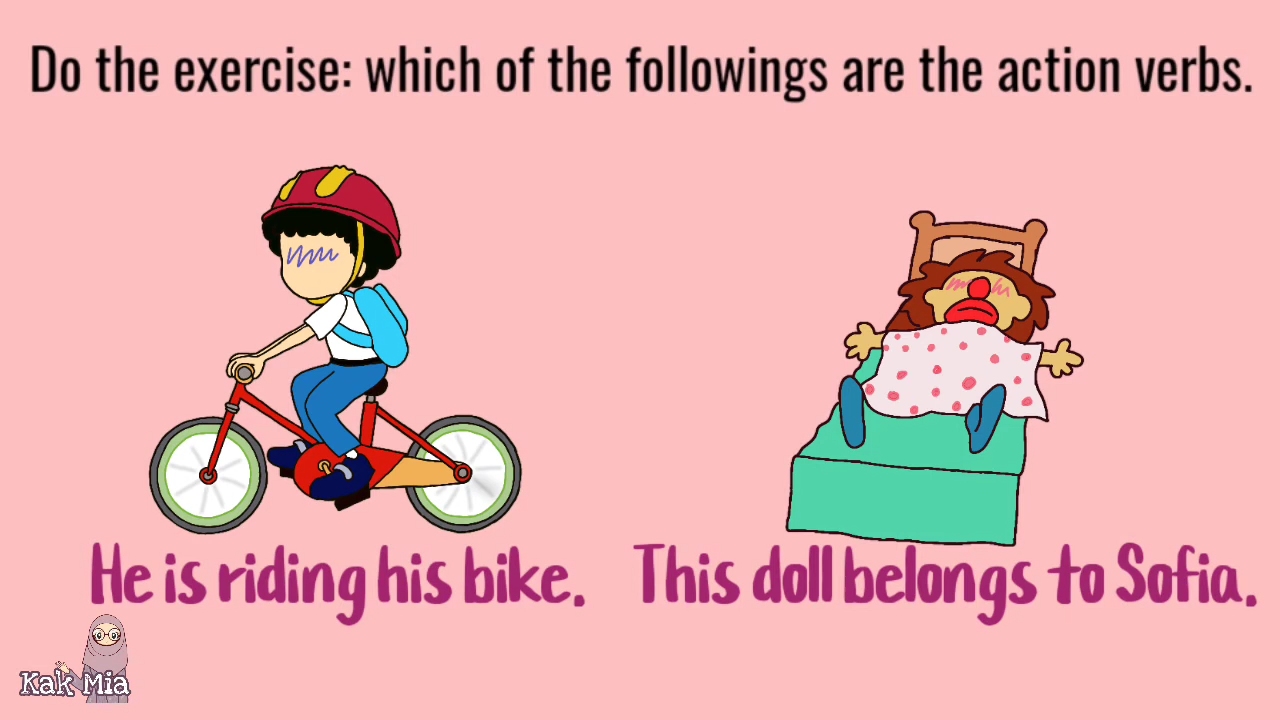 Do the exercise: which of the followings are the action verbs.
He is riding his bike.
This doll belongs to Sofia.
Kak Mia